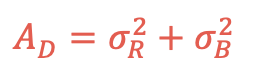 A_D = σ_R^2 + σ_B^2